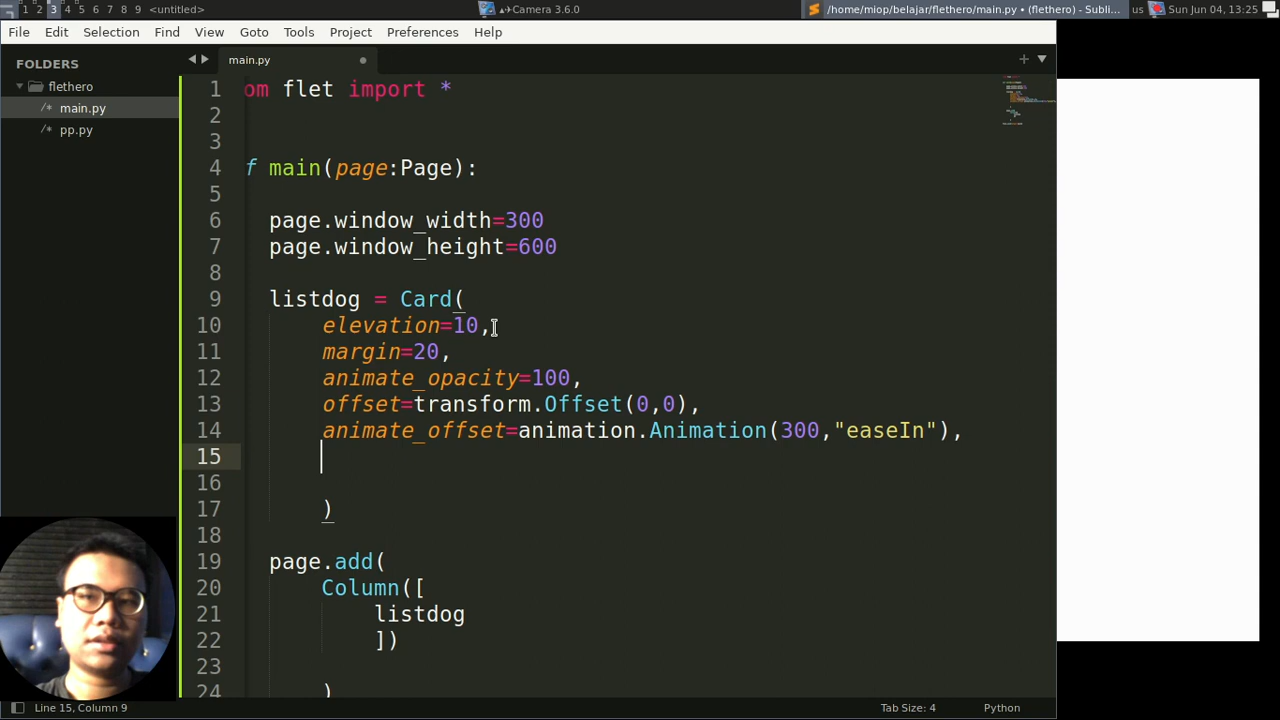 1 2 3 4 5 6 7 8 9 <untitled>
Camera 3.6.0
/home/miop/belajar/flethero/main.py • (flethero) - Subli...
us
Sun Jun 04, 13:25
File Edit Selection Find View Goto Tools Project Preferences Help
FOLDERS
flethero
/* main.py
/* pp.py
main.py
1 om flet import *
2
3
4 f main(page:Page):
5
6 page.window_width=300
7 page.window_height=600
8
9 listdog = Card(
10 elevation=10,
11 margin=20,
12 animate_opacity=100,
13 offset=transform.Offset(0,0),
14 animate_offset=animation.Animation(300,"easeIn"),
15
16
17 )
18
19 page.add(
20 Column([
21 listdog
22 ])
23
24 )
Line 15, Column 9
Tab Size: 4
Python